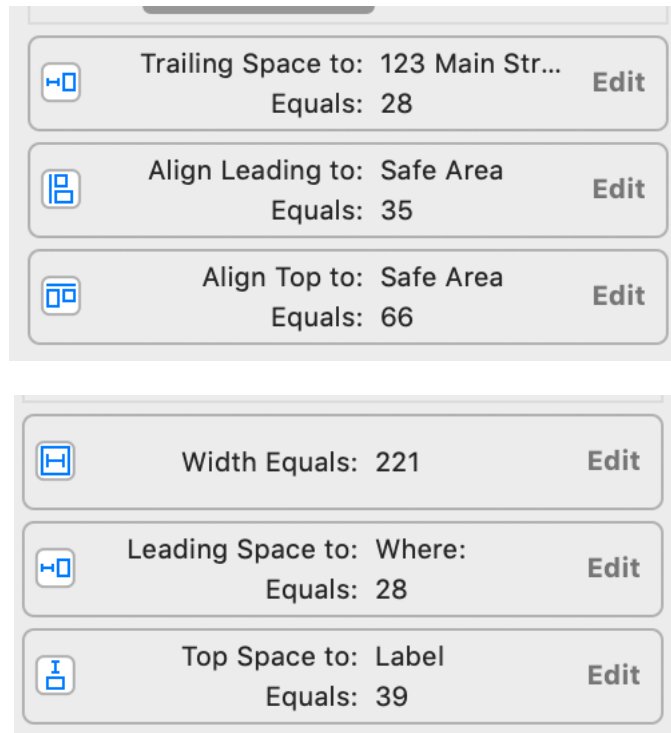 Trailing Space to: 123 Main Str... Edit
Equals: 28
Align Leading to: Safe Area Edit
Equals: 35
Align Top to: Safe Area Edit
Equals: 66
Width Equals: 221 Edit
Leading Space to: Where: Edit
Equals: 28
Top Space to: Label Edit
Equals: 39